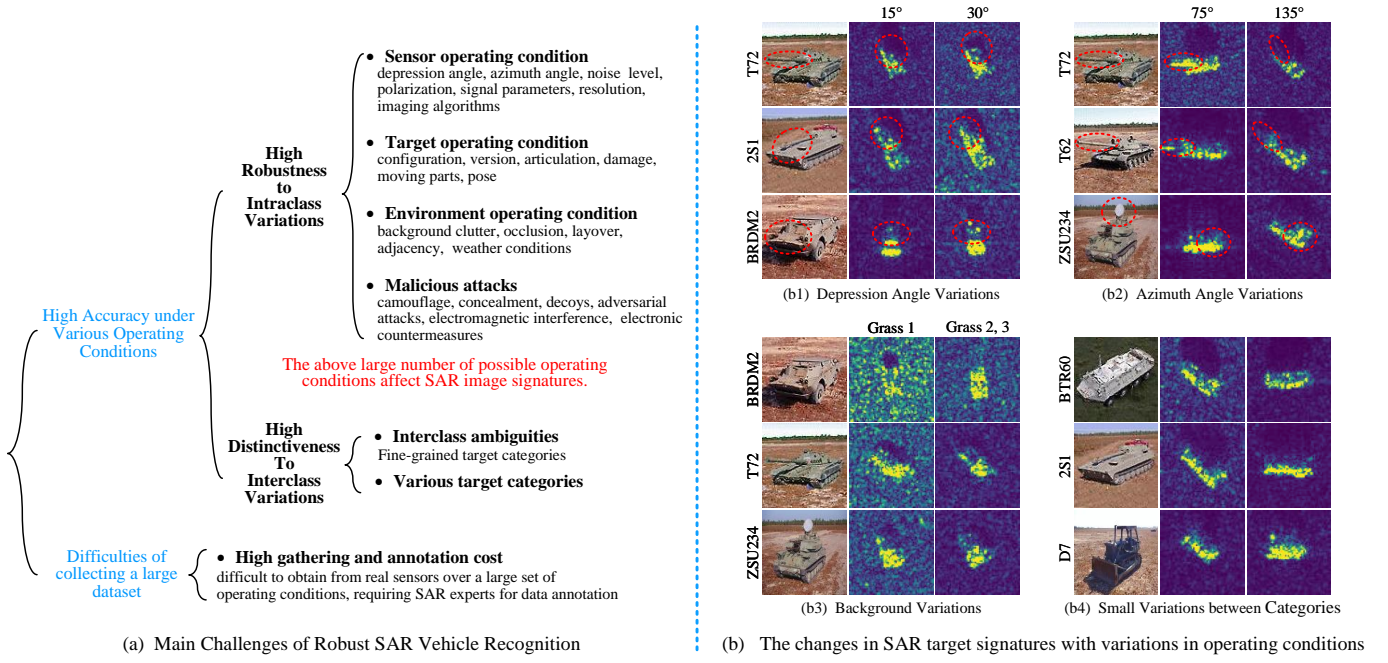 High Accuracy under
Various Operating
Conditions
High
Robustness
to
Intraclass
Variations
• Sensor operating condition
depression angle, azimuth angle, noise level,
polarization, signal parameters, resolution,
imaging algorithms
• Target operating condition
configuration, version, articulation, damage,
moving parts, pose
• Environment operating condition
background clutter, occlusion, layover,
adjacency, weather conditions
• Malicious attacks
camouflage, concealment, decoys, adversarial
attacks, electromagnetic interference, electronic
countermeasures
The above large number of possible operating
conditions affect SAR image signatures.
High
Distinctiveness
To
Interclass
Variations
• Interclass ambiguities
Fine-grained target categories
• Various target categories
Difficulties of
collecting a large
dataset
• High gathering and annotation cost
difficult to obtain from real sensors over a large set of
operating conditions, requiring SAR experts for data annotation
(a) Main Challenges of Robust SAR Vehicle Recognition
15° 30°
T72
2S1
BRDM2
(b1) Depression Angle Variations
75° 135°
T72
T62
ZSU234
(b2) Azimuth Angle Variations
Grass 1 Grass 2, 3
BRDM2
T72
ZSU234
(b3) Background Variations
75° 135°
BTR60
2S1
D7
(b4) Small Variations between Categories
(b) The changes in SAR target signatures with variations in operating conditions